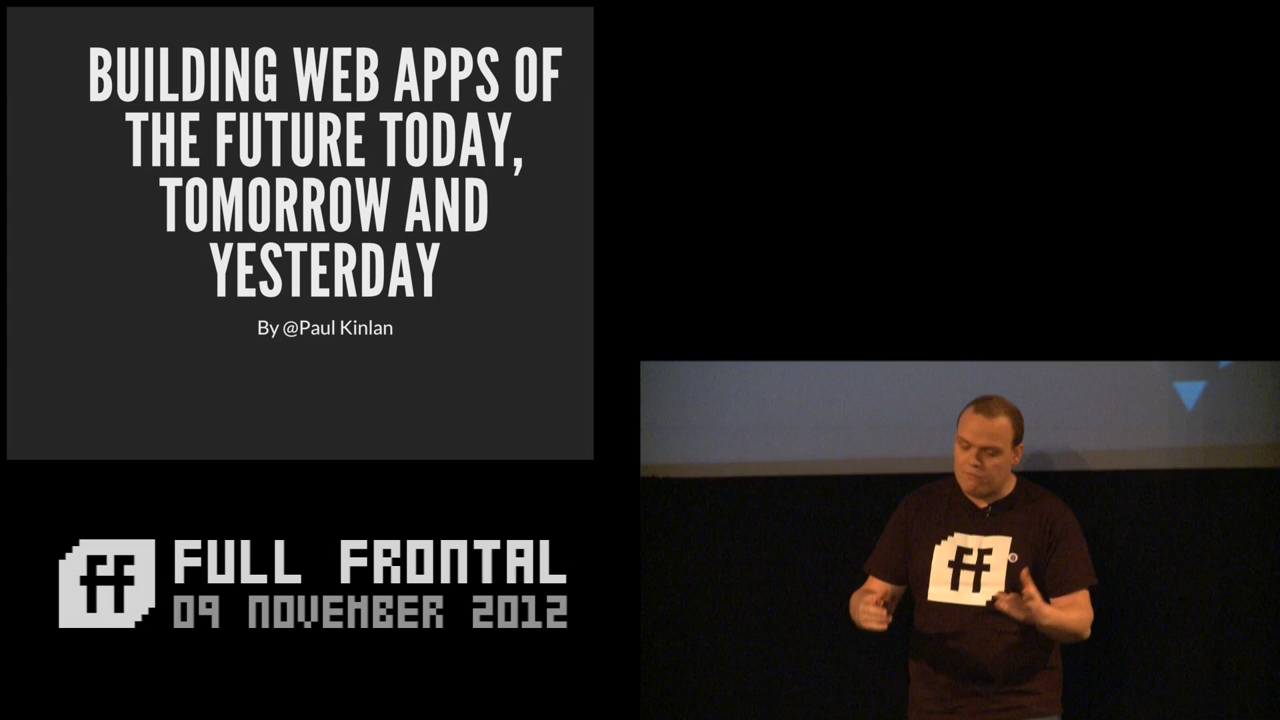 BUILDING WEB APPS OF
THE FUTURE TODAY,
TOMORROW AND
YESTERDAY
By @Paul Kinlan
ff FULL FRONTAL
09 NOVEMBER 2012
ff